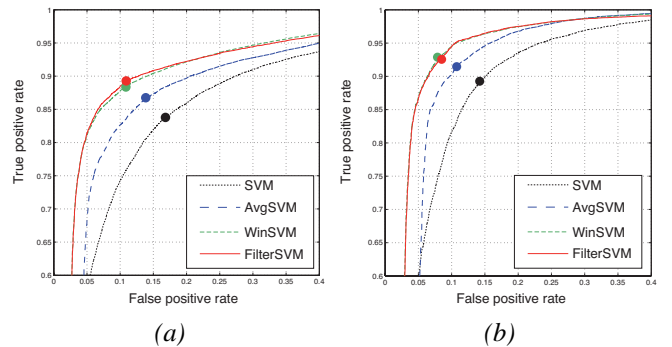 1
0.95
0.9
0.85
0.8
0.75
0.7
0.65
0.6
True positive rate
0 0.05 0.1 0.15 0.2 0.25 0.3 0.35 0.4
False positive rate
SVM
AvgSVM
WinSVM
FilterSVM
(a)
1
0.95
0.9
0.85
0.8
0.75
0.7
0.65
0.6
True positive rate
0 0.05 0.1 0.15 0.2 0.25 0.3 0.35 0.4
False positive rate
SVM
AvgSVM
WinSVM
FilterSVM
(b)